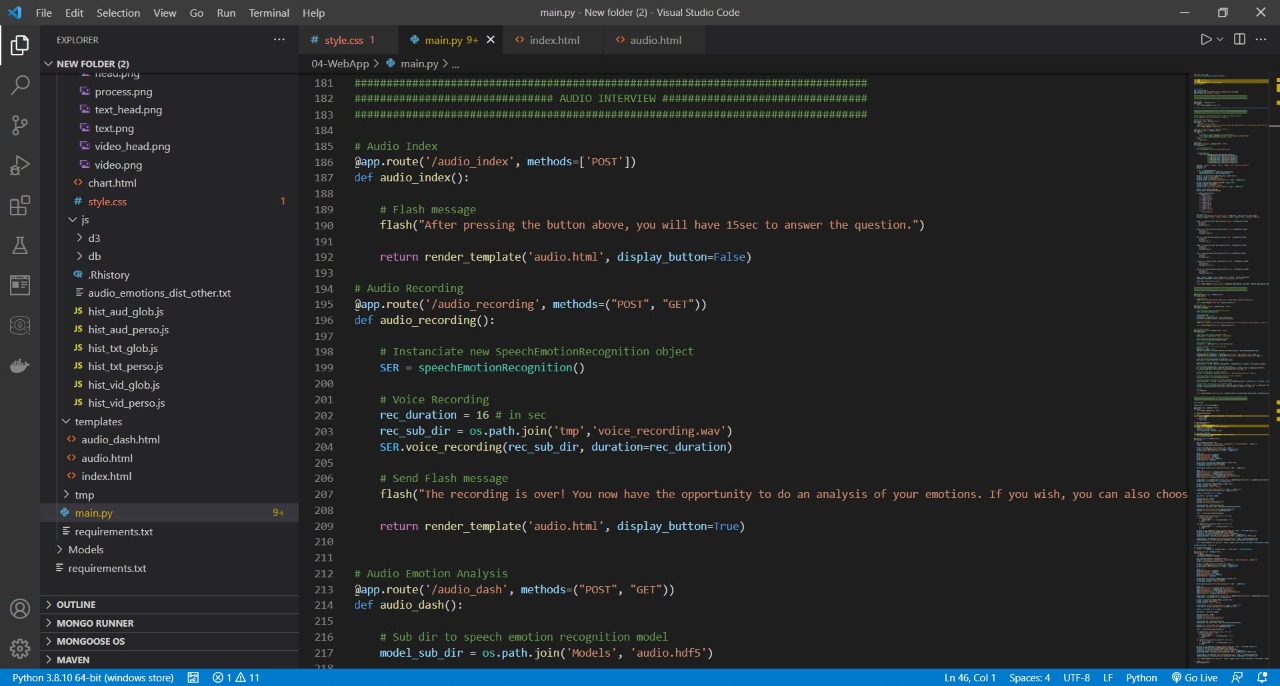 File Edit Selection View Go Run Terminal Help
main.py - New folder (2) - Visual Studio Code
EXPLORER
NEW FOLDER (2)
head.png
process.png
text_head.png
text.png
video_head.png
video.png
chart.html
style.css 1
js
d3
db
.Rhistory
audio_emotions_dist_other.txt
hist_aud_glob.js
hist_aud_perso.js
hist_txt_glob.js
hist_txt_perso.js
hist_vid_glob.js
hist_vid_perso.js
templates
audio_dash.html
audio.html
index.html
tmp
main.py 9+
requirements.txt
Models
requirements.txt
OUTLINE
MONGO RUNNER
MONGOOSE OS
MAVEN
style.css 1 main.py 9+ index.html audio.html
04-WebApp > main.py > ...
181 ################################################################################
182 ############################### AUDIO INTERVIEW ################################
183 ################################################################################
184
185 # Audio Index
186 @app.route('/audio_index', methods=['POST'])
187 def audio_index():
188
189 # Flash message
190 flash("After pressing the button above, you will have 15sec to answer the question.")
191
192 return render_template('audio.html', display_button=False)
193
194 # Audio Recording
195 @app.route('/audio_recording', methods=("POST", "GET"))
196 def audio_recording():
197
198 # Instanciate new SpeechEmotionRecognition object
199 SER = speechEmotionRecognition()
200
201 # Voice Recording
202 rec_duration = 16 # in sec
203 rec_sub_dir = os.path.join('tmp','voice_recording.wav')
204 SER.voice_recording(rec_sub_dir, duration=rec_duration)
205
206 # Send Flash message
207 flash("The recording is over! You now have the opportunity to do an analysis of your emotions. If you wish, you can also choos
208
209 return render_template('audio.html', display_button=True)
210
211
212 # Audio Emotion Analysis
213 @app.route('/audio_dash', methods=("POST", "GET"))
214 def audio_dash():
215
216 # Sub dir to speech emotion recognition model
217 model_sub_dir = os.path.join('Models', 'audio.hdf5')
218
Python 3.8.10 64-bit (windows store) 1 11 Ln 46, Col 1 Spaces: 4 UTF-8 LF Python Go Live